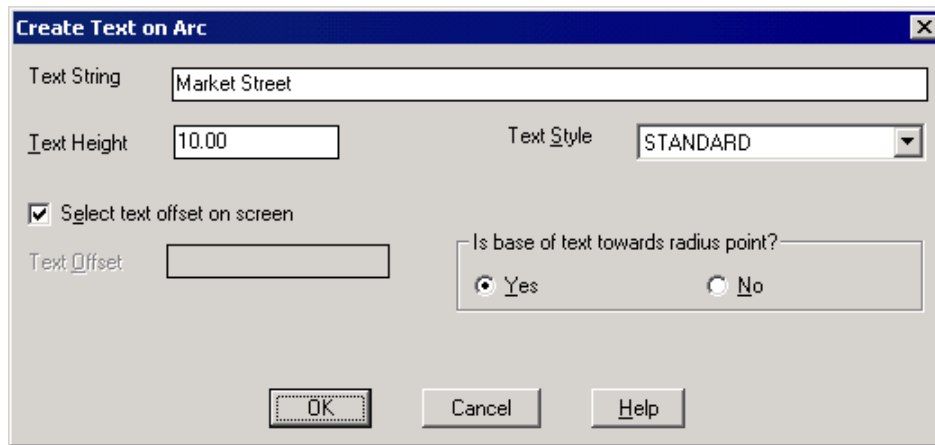 Create Text on Arc
Text String
Market Street
Text Height
10.00
Text Style
STANDARD
Select text offset on screen
Text Offset
Is base of text towards radius point?
Yes
No
OK
Cancel
Help